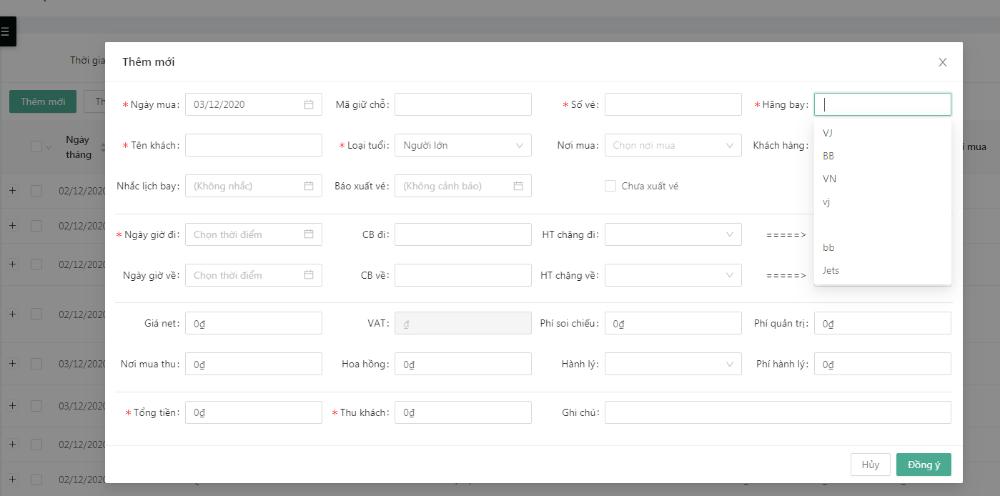 ☰
Thời gia
Thêm mới
Th
Ngày tháng
i mua
02/12/2020
02/12/2020
02/12/2020
02/12/2020
03/12/2020
03/12/2020
02/12/2020
02/12/2020
Thêm mới
* Ngày mua: 03/12/2020 Mã giữ chỗ: * Số vé: * Hãng bay:
* Tên khách: * Loại tuổi: Người lớn Nơi mua: Chọn nơi mua Khách hàng:
Nhắc lịch bay: (Không nhắc) Báo xuất vé: (Không cảnh báo) Chưa xuất vé
VJ
BB
VN
vj
bb
Jets
* Ngày giờ đi: Chọn thời điểm CB đi: HT chặng đi: =====>
Ngày giờ về: Chọn thời điểm CB về: HT chặng về: =====>
Giá net: 0₫ VAT: ₫ Phí soi chiếu: 0₫ Phí quản trị: 0₫
Nơi mua thu: 0₫ Hoa hồng: 0₫ Hành lý: Phí hành lý: 0₫
* Tổng tiền: 0₫ * Thu khách: 0₫ Ghi chú:
Hủy Đồng ý